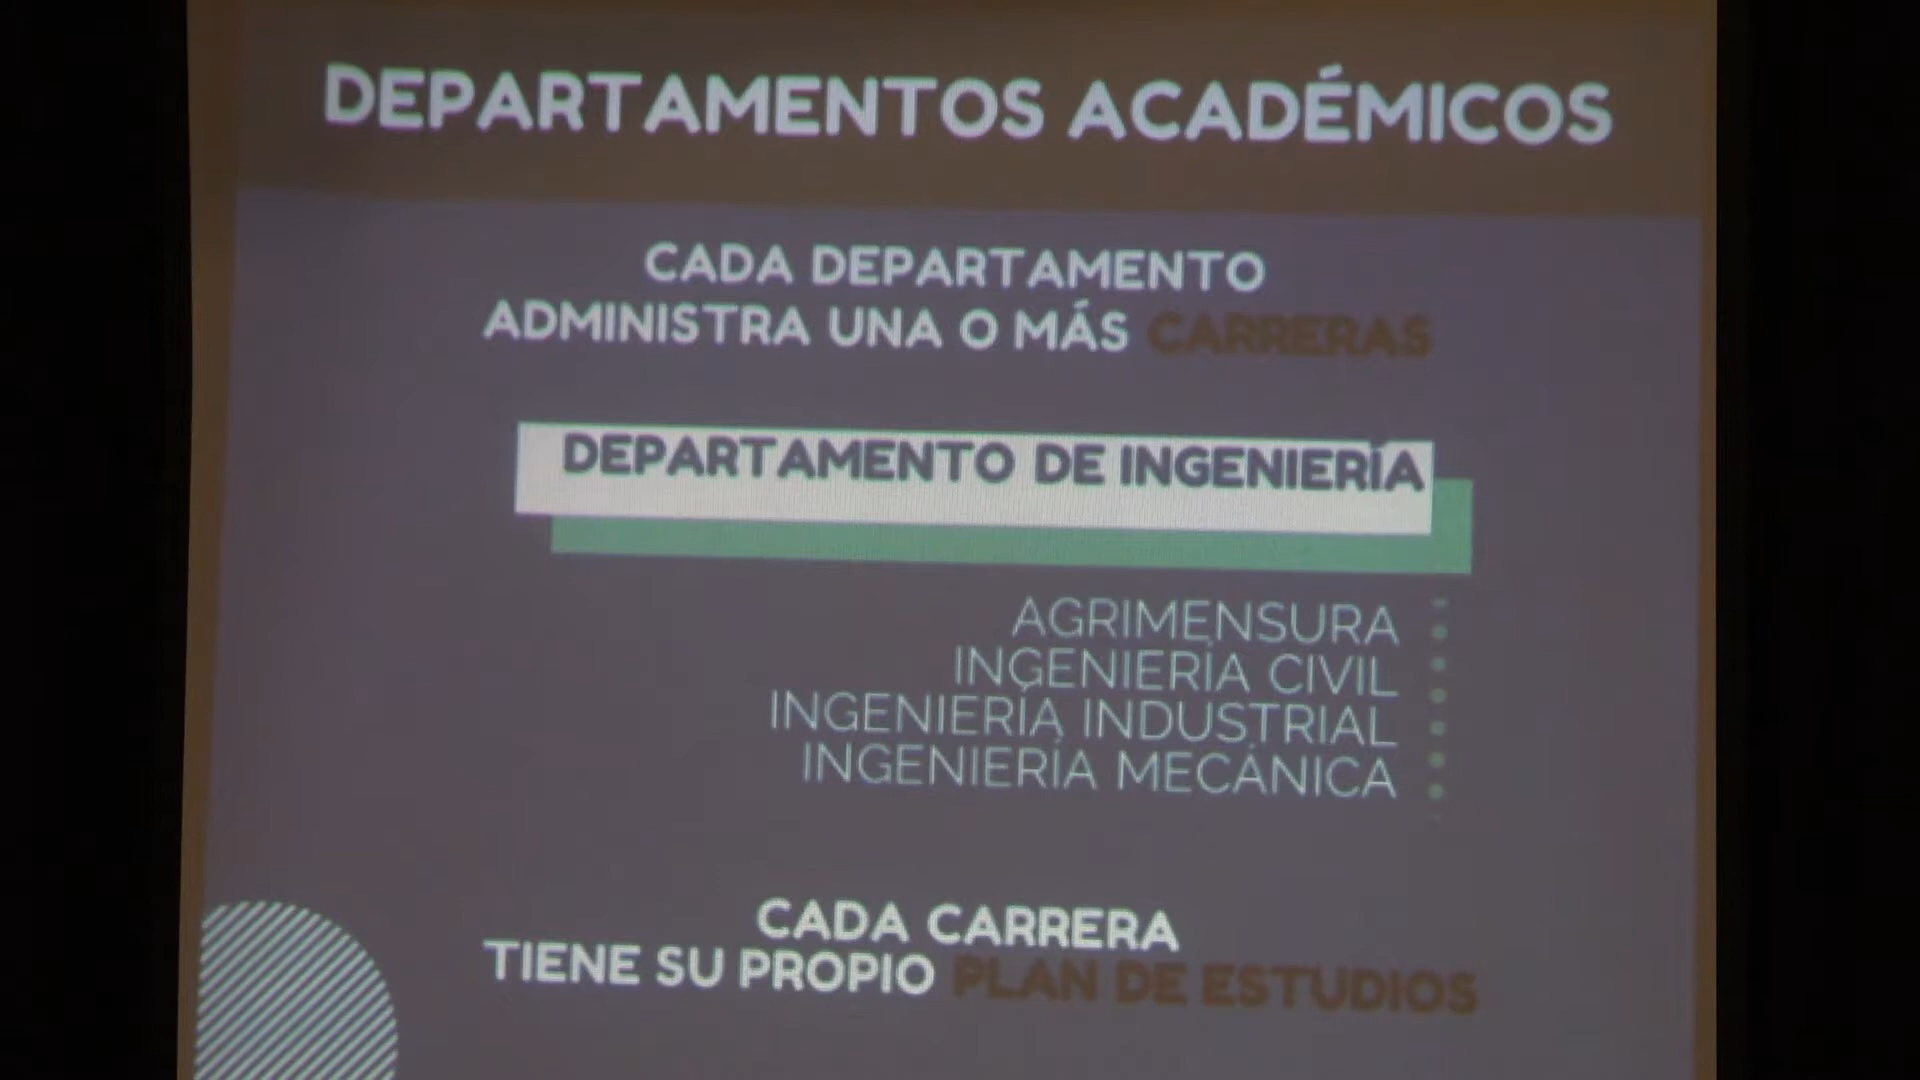 DEPARTAMENTOS ACADÉMICOS
CADA DEPARTAMENTO
ADMINISTRA UNA O MÁS CARRERAS
DEPARTAMENTO DE INGENIERÍA
AGRIMENSURA
INGENIERÍA CIVIL
INGENIERÍA INDUSTRIAL
INGENIERÍA MECÁNICA
CADA CARRERA
TIENE SU PROPIO PLAN DE ESTUDIOS